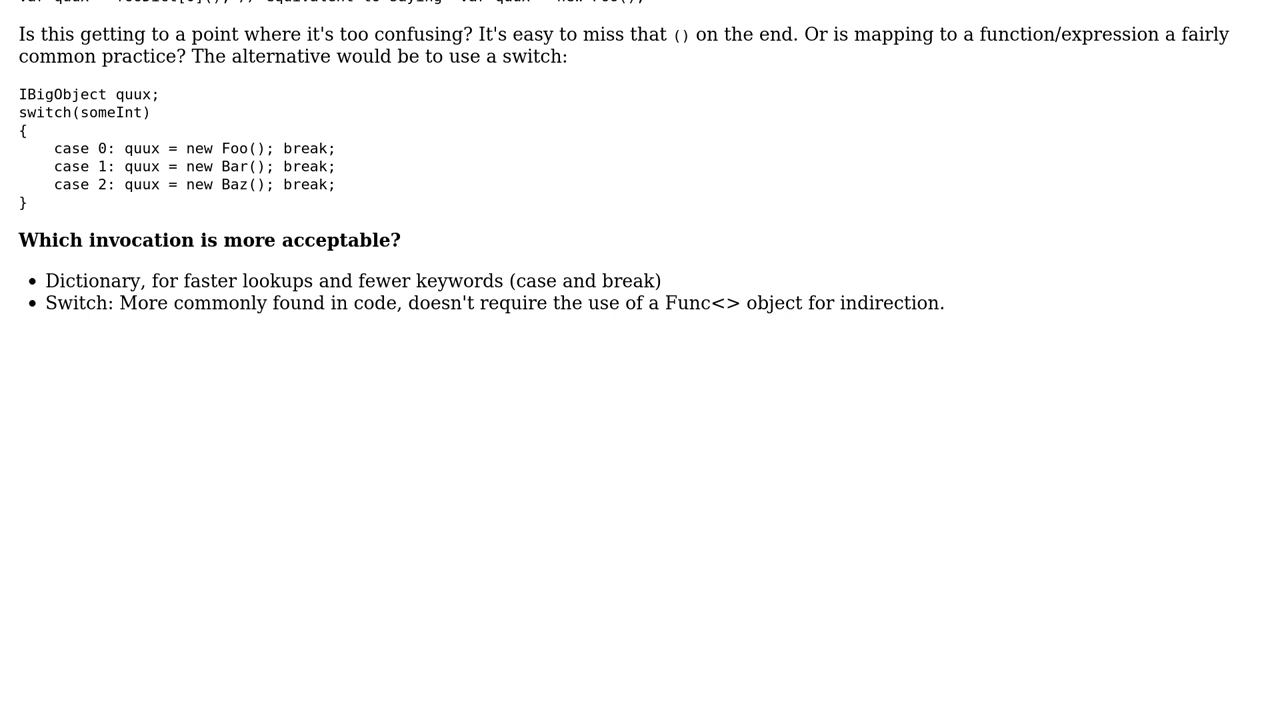 Is this getting to a point where it's too confusing? It's easy to miss that () on the end. Or is mapping to a function/expression a fairly
common practice? The alternative would be to use a switch:
IBigObject quux;
switch(someInt)
{
    case 0: quux = new Foo(); break;
    case 1: quux = new Bar(); break;
    case 2: quux = new Baz(); break;
}
Which invocation is more acceptable?
• Dictionary, for faster lookups and fewer keywords (case and break)
• Switch: More commonly found in code, doesn't require the use of a Func<> object for indirection.